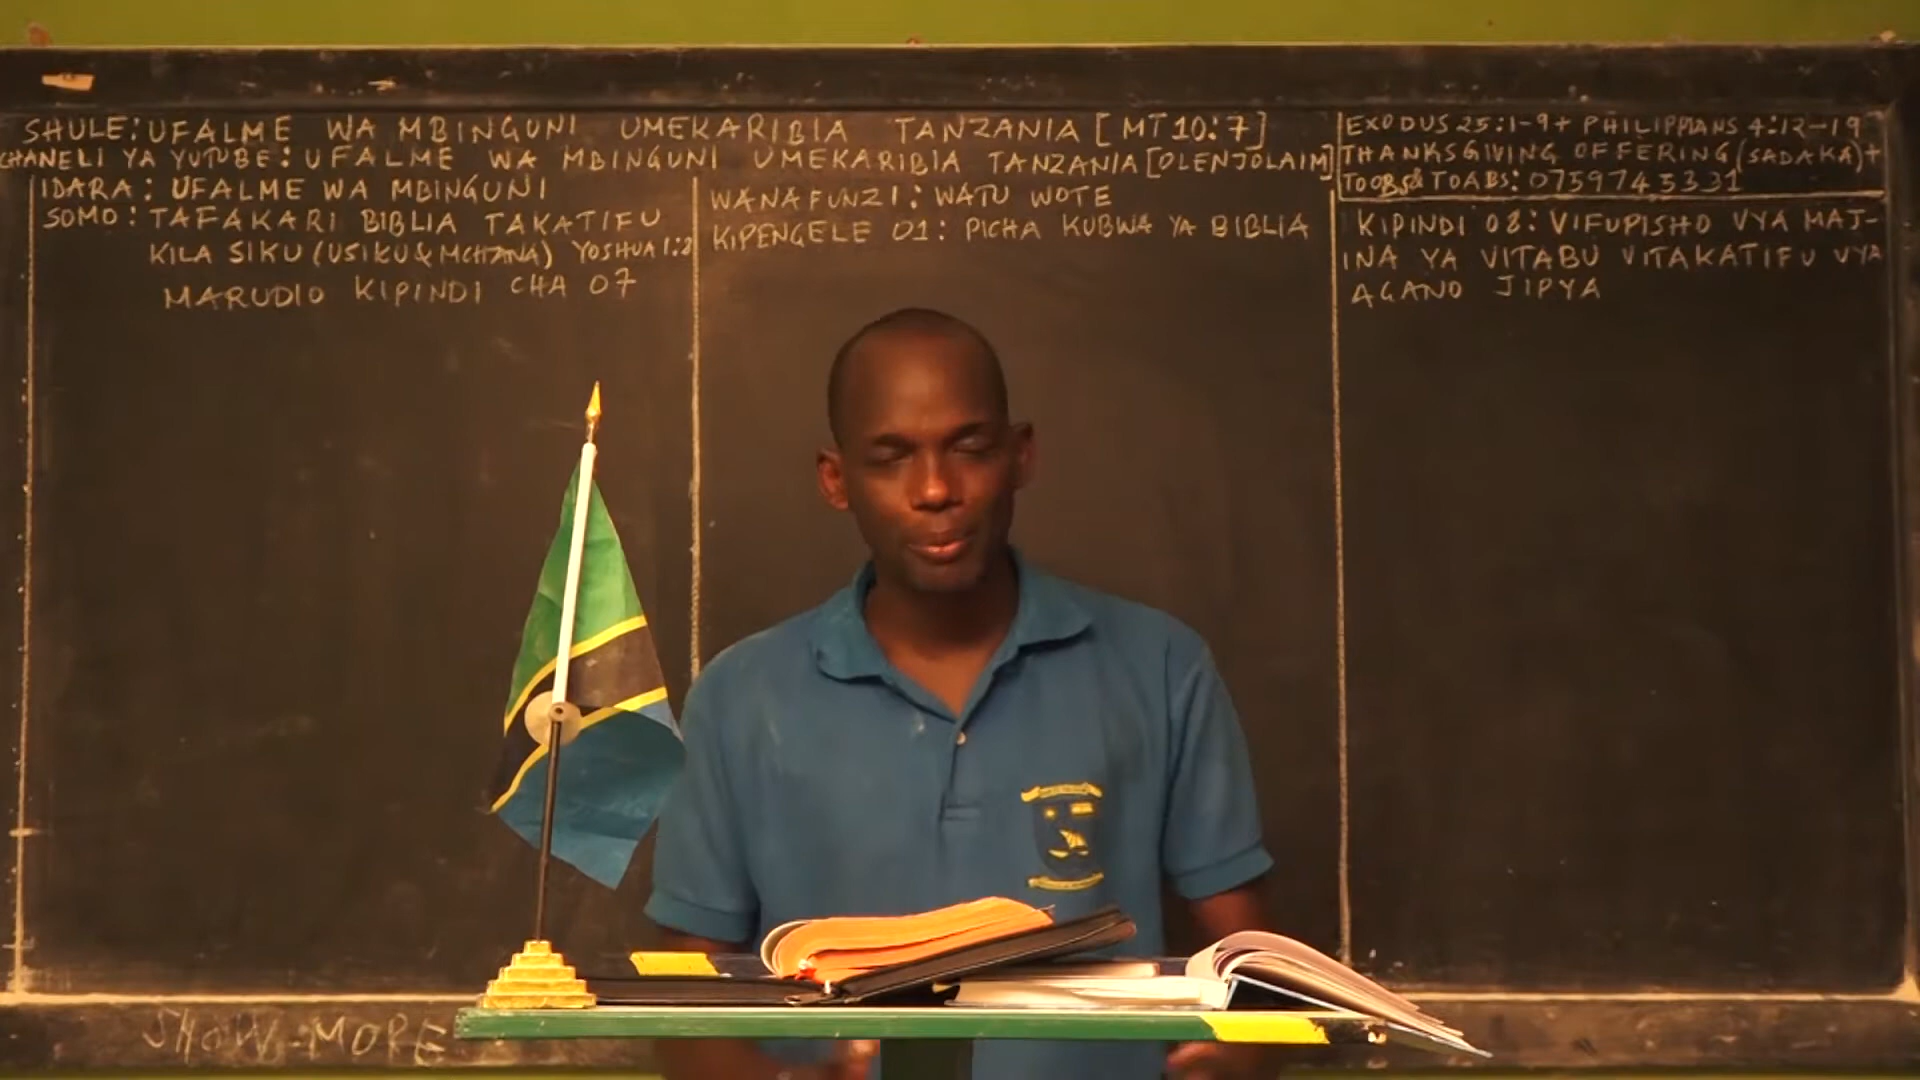 SHULE: UFALME WA MBINGUNI UMEKARIBIA TANZANIA [MT 10:7]
CHANELI YA YUTUBE: UFALME WA MBINGUNI UMEKARIBIA TANZANIA [OLENJOLAIM]
IDARA: UFALME WA MBINGUNI
SOMO: TAFAKARI BIBLIA TAKATIFU
KILA SIKU (USIKU & MCHANA) YOSHUA 1:8
MARUDIO KIPINDI CHA 07
WANAFUNZI: WATU WOTE
KIPENGELE 01: PICHA KUBWA YA BIBLIA
EXODUS 25:1-9 + PHILIPPIANS 4:12-19
THANKSGIVING OFFERING (SADAKA) +
TOOBS & TOABS: 0759745331
KIPINDI 08: VIFUPISHO VYA MAJ-
INA YA VITABU VITAKATIFU VYA
AGANO JIPYA
SHOW-MORE